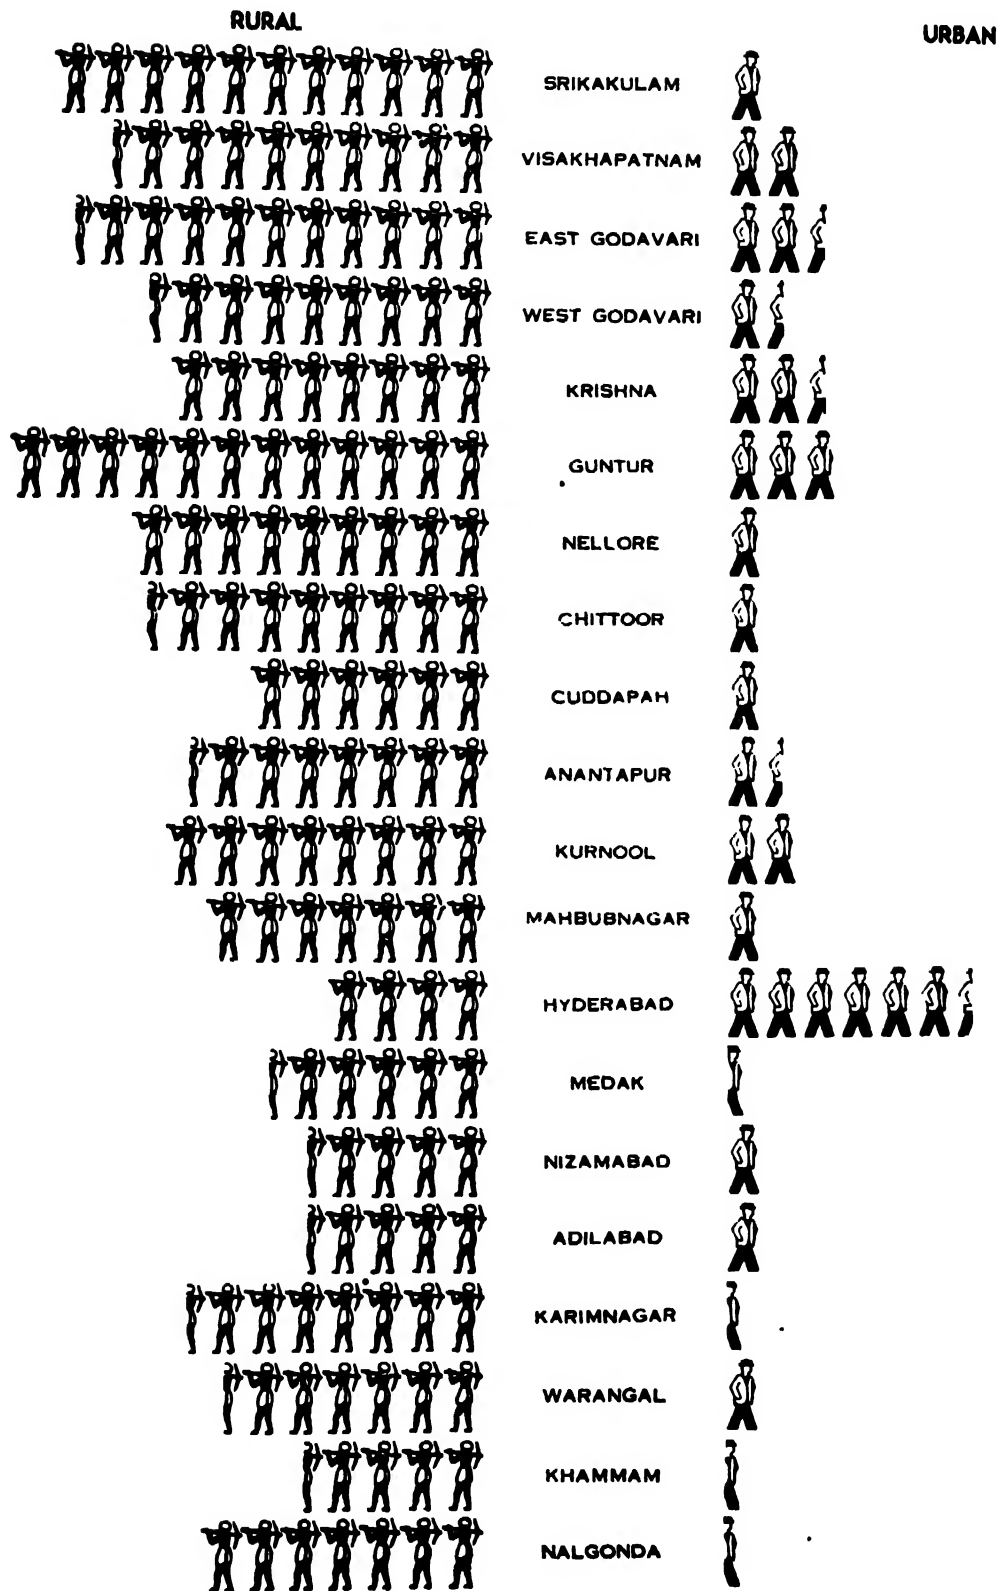 RURAL
URBAN
SRIKAKULAM
VISAKHAPATNAM
EAST GODAVARI
WEST GODAVARI
KRISHNA
GUNTUR
NELLORE
CHITTOOR
CUDDAPAH
ANANTAPUR
KURNOOL
MAHBUBNAGAR
HYDERABAD
MEDAK
NIZAMABAD
ADILABAD
KARIMNAGAR
WARANGAL
KHAMMAM
NALGONDA